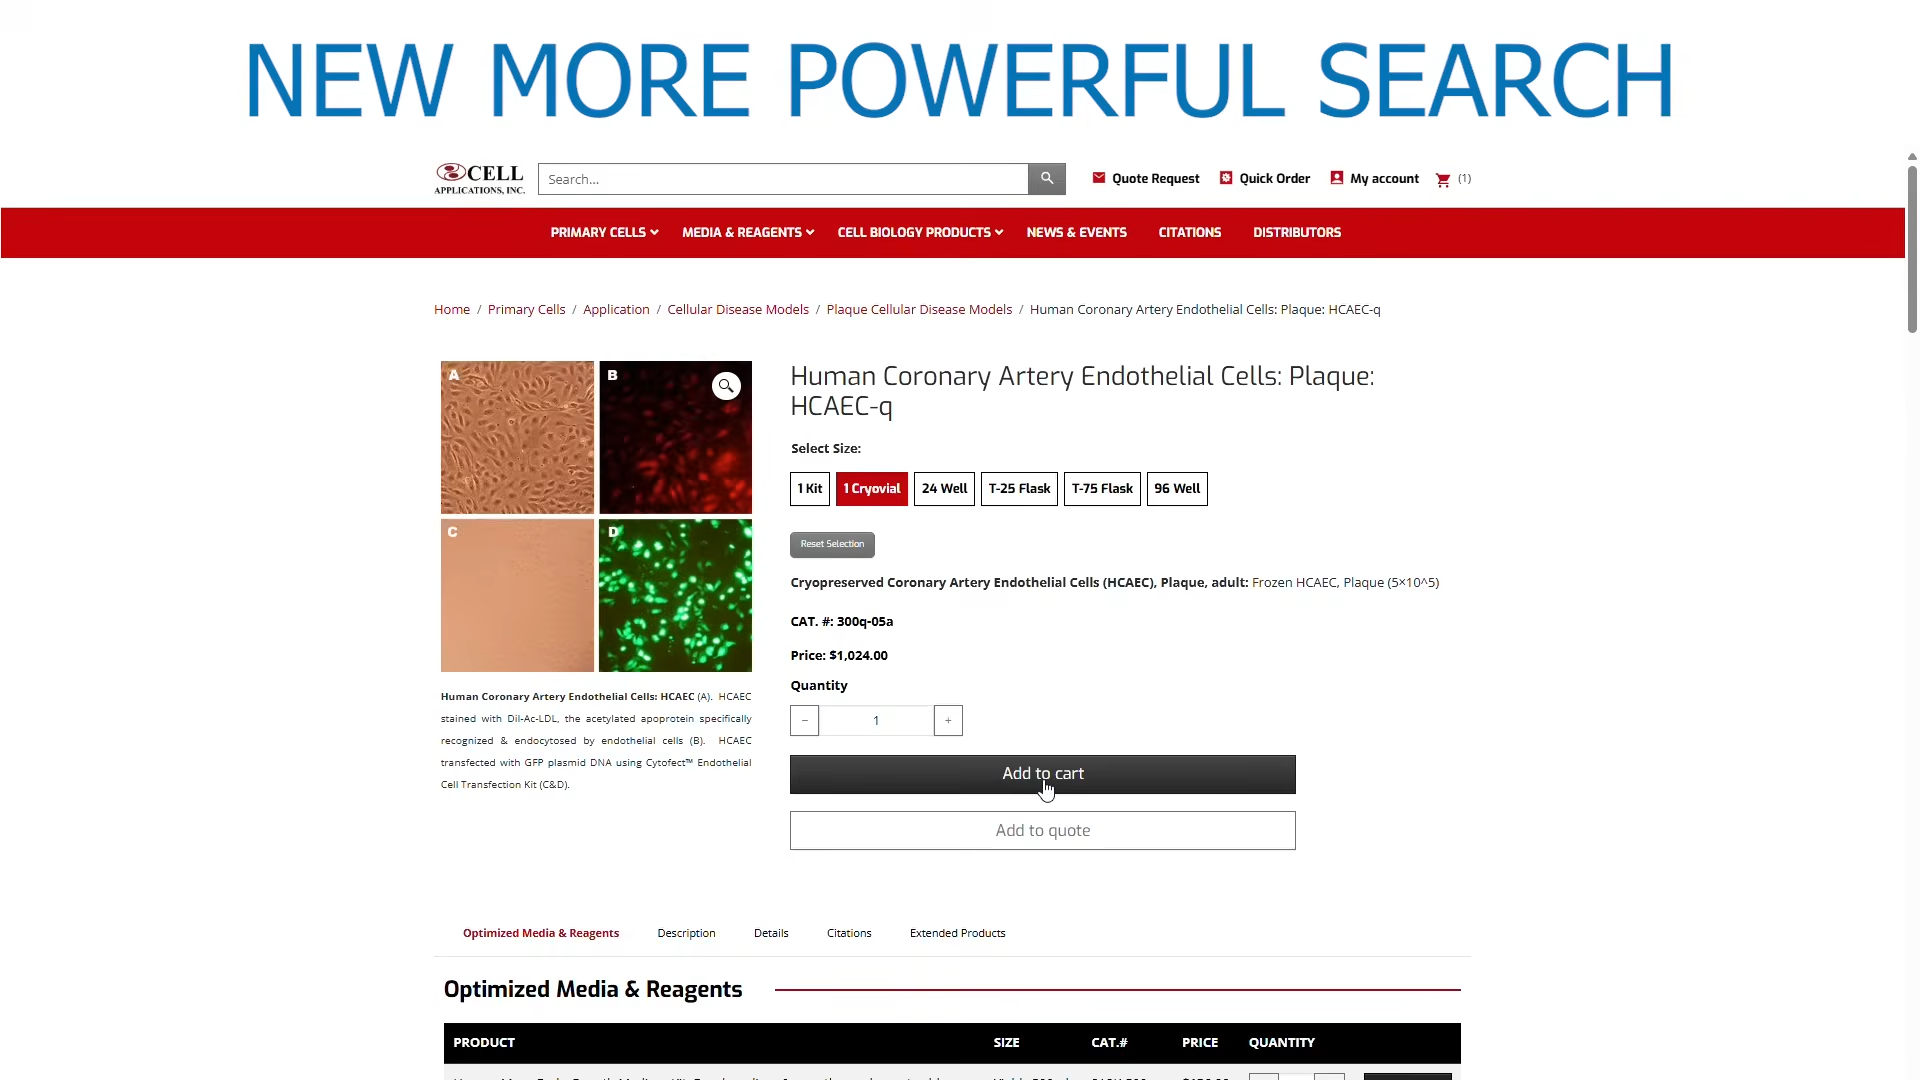 NEW MORE POWERFUL SEARCH
CELL
APPLICATIONS, INC.
Search...
Quote Request
Quick Order
My account
(1)
PRIMARY CELLS
MEDIA & REAGENTS
CELL BIOLOGY PRODUCTS
NEWS & EVENTS
CITATIONS
DISTRIBUTORS
Home / Primary Cells / Application / Cellular Disease Models / Plaque Cellular Disease Models / Human Coronary Artery Endothelial Cells: Plaque: HCAEC-q
A
B
C
D
Human Coronary Artery Endothelial Cells: HCAEC (A). HCAEC
stained with Dil-Ac-LDL, the acetylated apoprotein specifically
recognized & endocytosed by endothelial cells (B). HCAEC
transfected with GFP plasmid DNA using Cytofect™ Endothelial
Cell Transfection Kit (C&D).
Human Coronary Artery Endothelial Cells: Plaque:
HCAEC-q
Select Size:
1 Kit
1 Cryovial
24 Well
T-25 Flask
T-75 Flask
96 Well
Reset Selection
Cryopreserved Coronary Artery Endothelial Cells (HCAEC), Plaque, adult: Frozen HCAEC, Plaque (5×10^5)
CAT. #: 300q-05a
Price: $1,024.00
Quantity
− 1 +
Add to cart
Add to quote
Optimized Media & Reagents
Description
Details
Citations
Extended Products
Optimized Media & Reagents
PRODUCT SIZE CAT.# PRICE QUANTITY